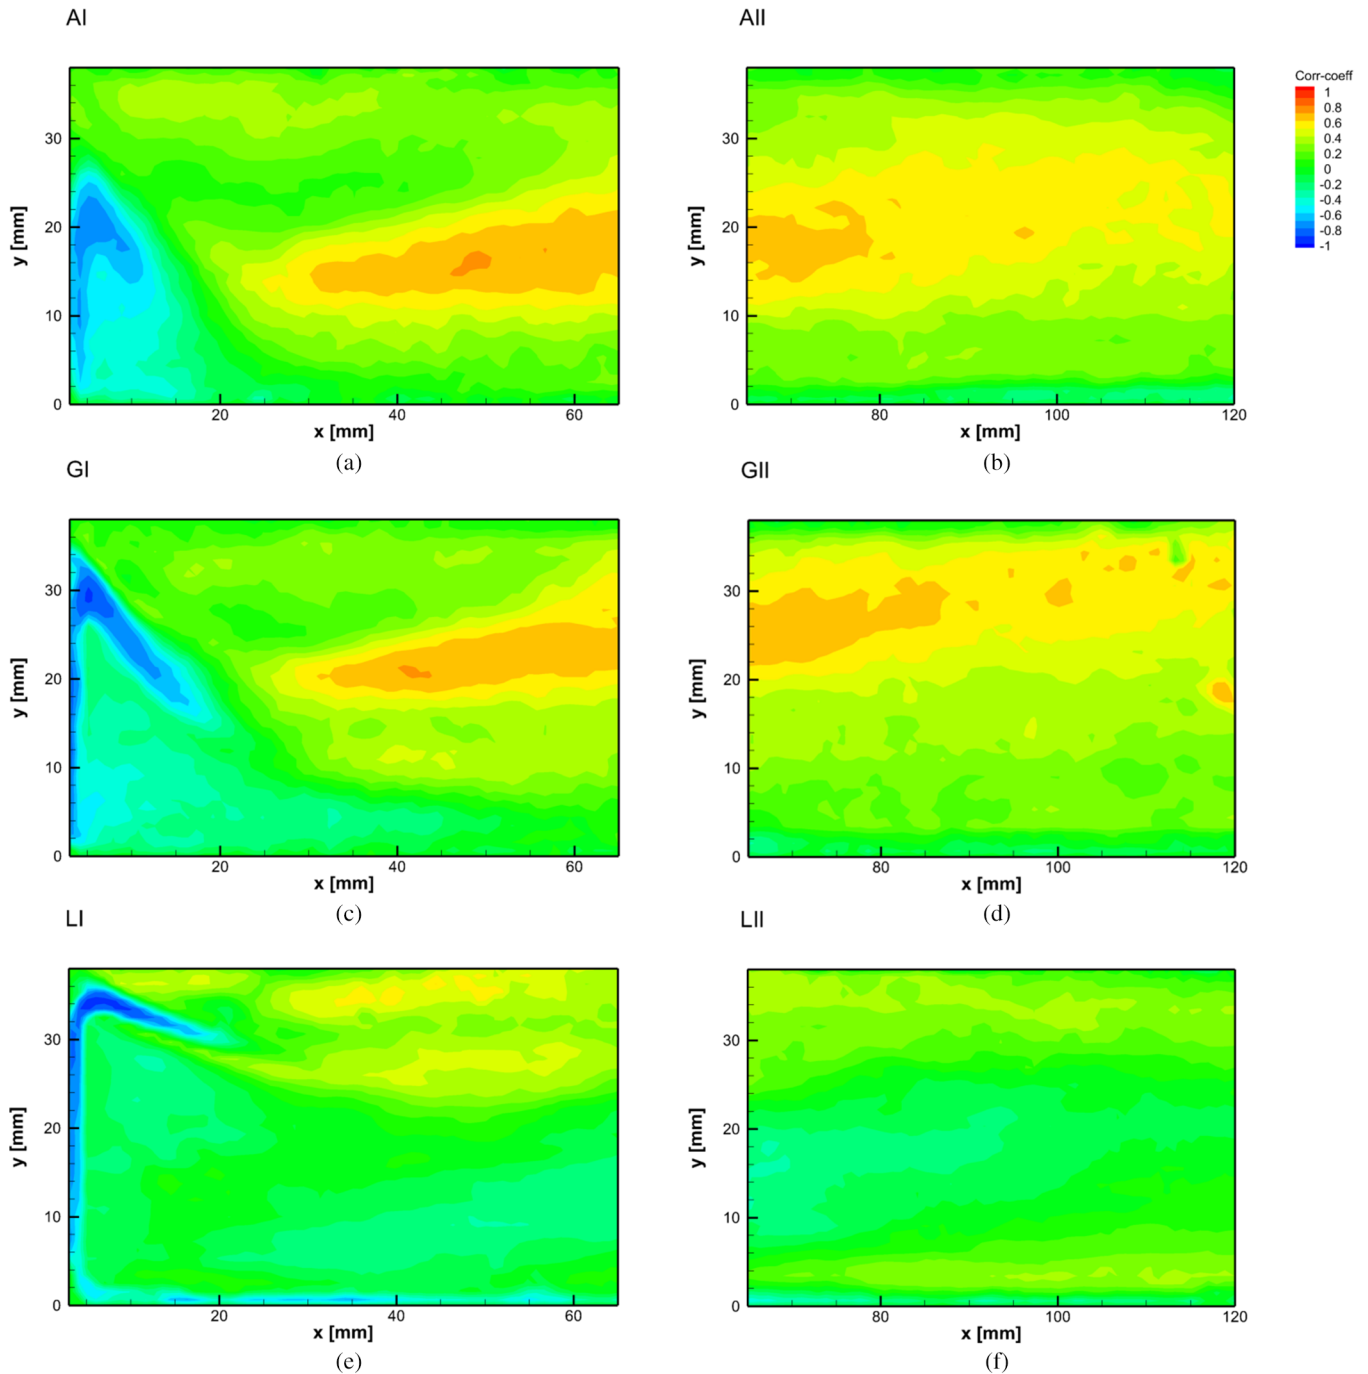 AI AII
Corr-coeff
1
0.8
0.6
0.4
0.2
0
-0.2
-0.4
-0.6
-0.8
-1
y [mm] 30 20 10 0
20 40 60
x [mm]
(a)
y [mm] 30 20 10 0
80 100 120
x [mm]
(b)
GI GII
y [mm] 30 20 10 0
20 40 60
x [mm]
(c)
y [mm] 30 20 10 0
80 100 120
x [mm]
(d)
LI LII
y [mm] 30 20 10 0
20 40 60
x [mm]
(e)
y [mm] 30 20 10 0
80 100 120
x [mm]
(f)